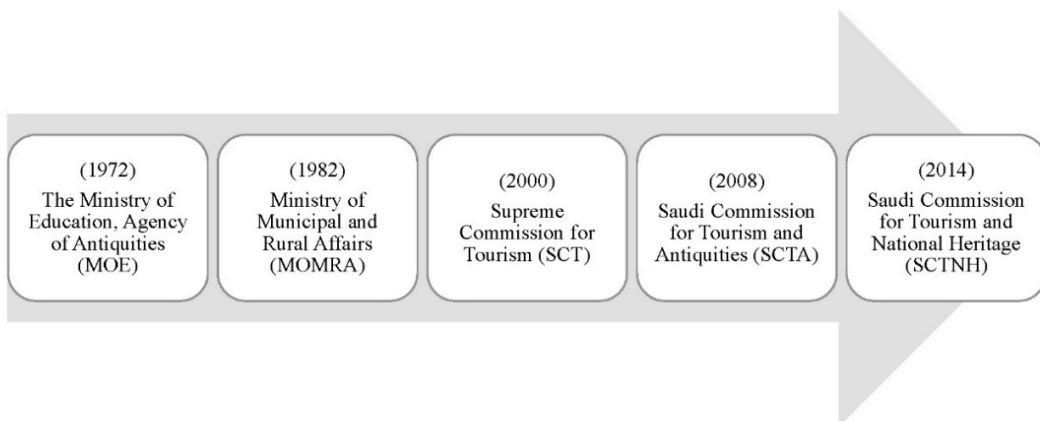 (1972)
The Ministry of
Education, Agency
of Antiquities
(MOE)
(1982)
Ministry of
Municipal and
Rural Affairs
(MOMRA)
(2000)
Supreme
Commission for
Tourism (SCT)
(2008)
Saudi Commission
for Tourism and
Antiquities (SCTA)
(2014)
Saudi Commission
for Tourism and
National Heritage
(SCTNH)